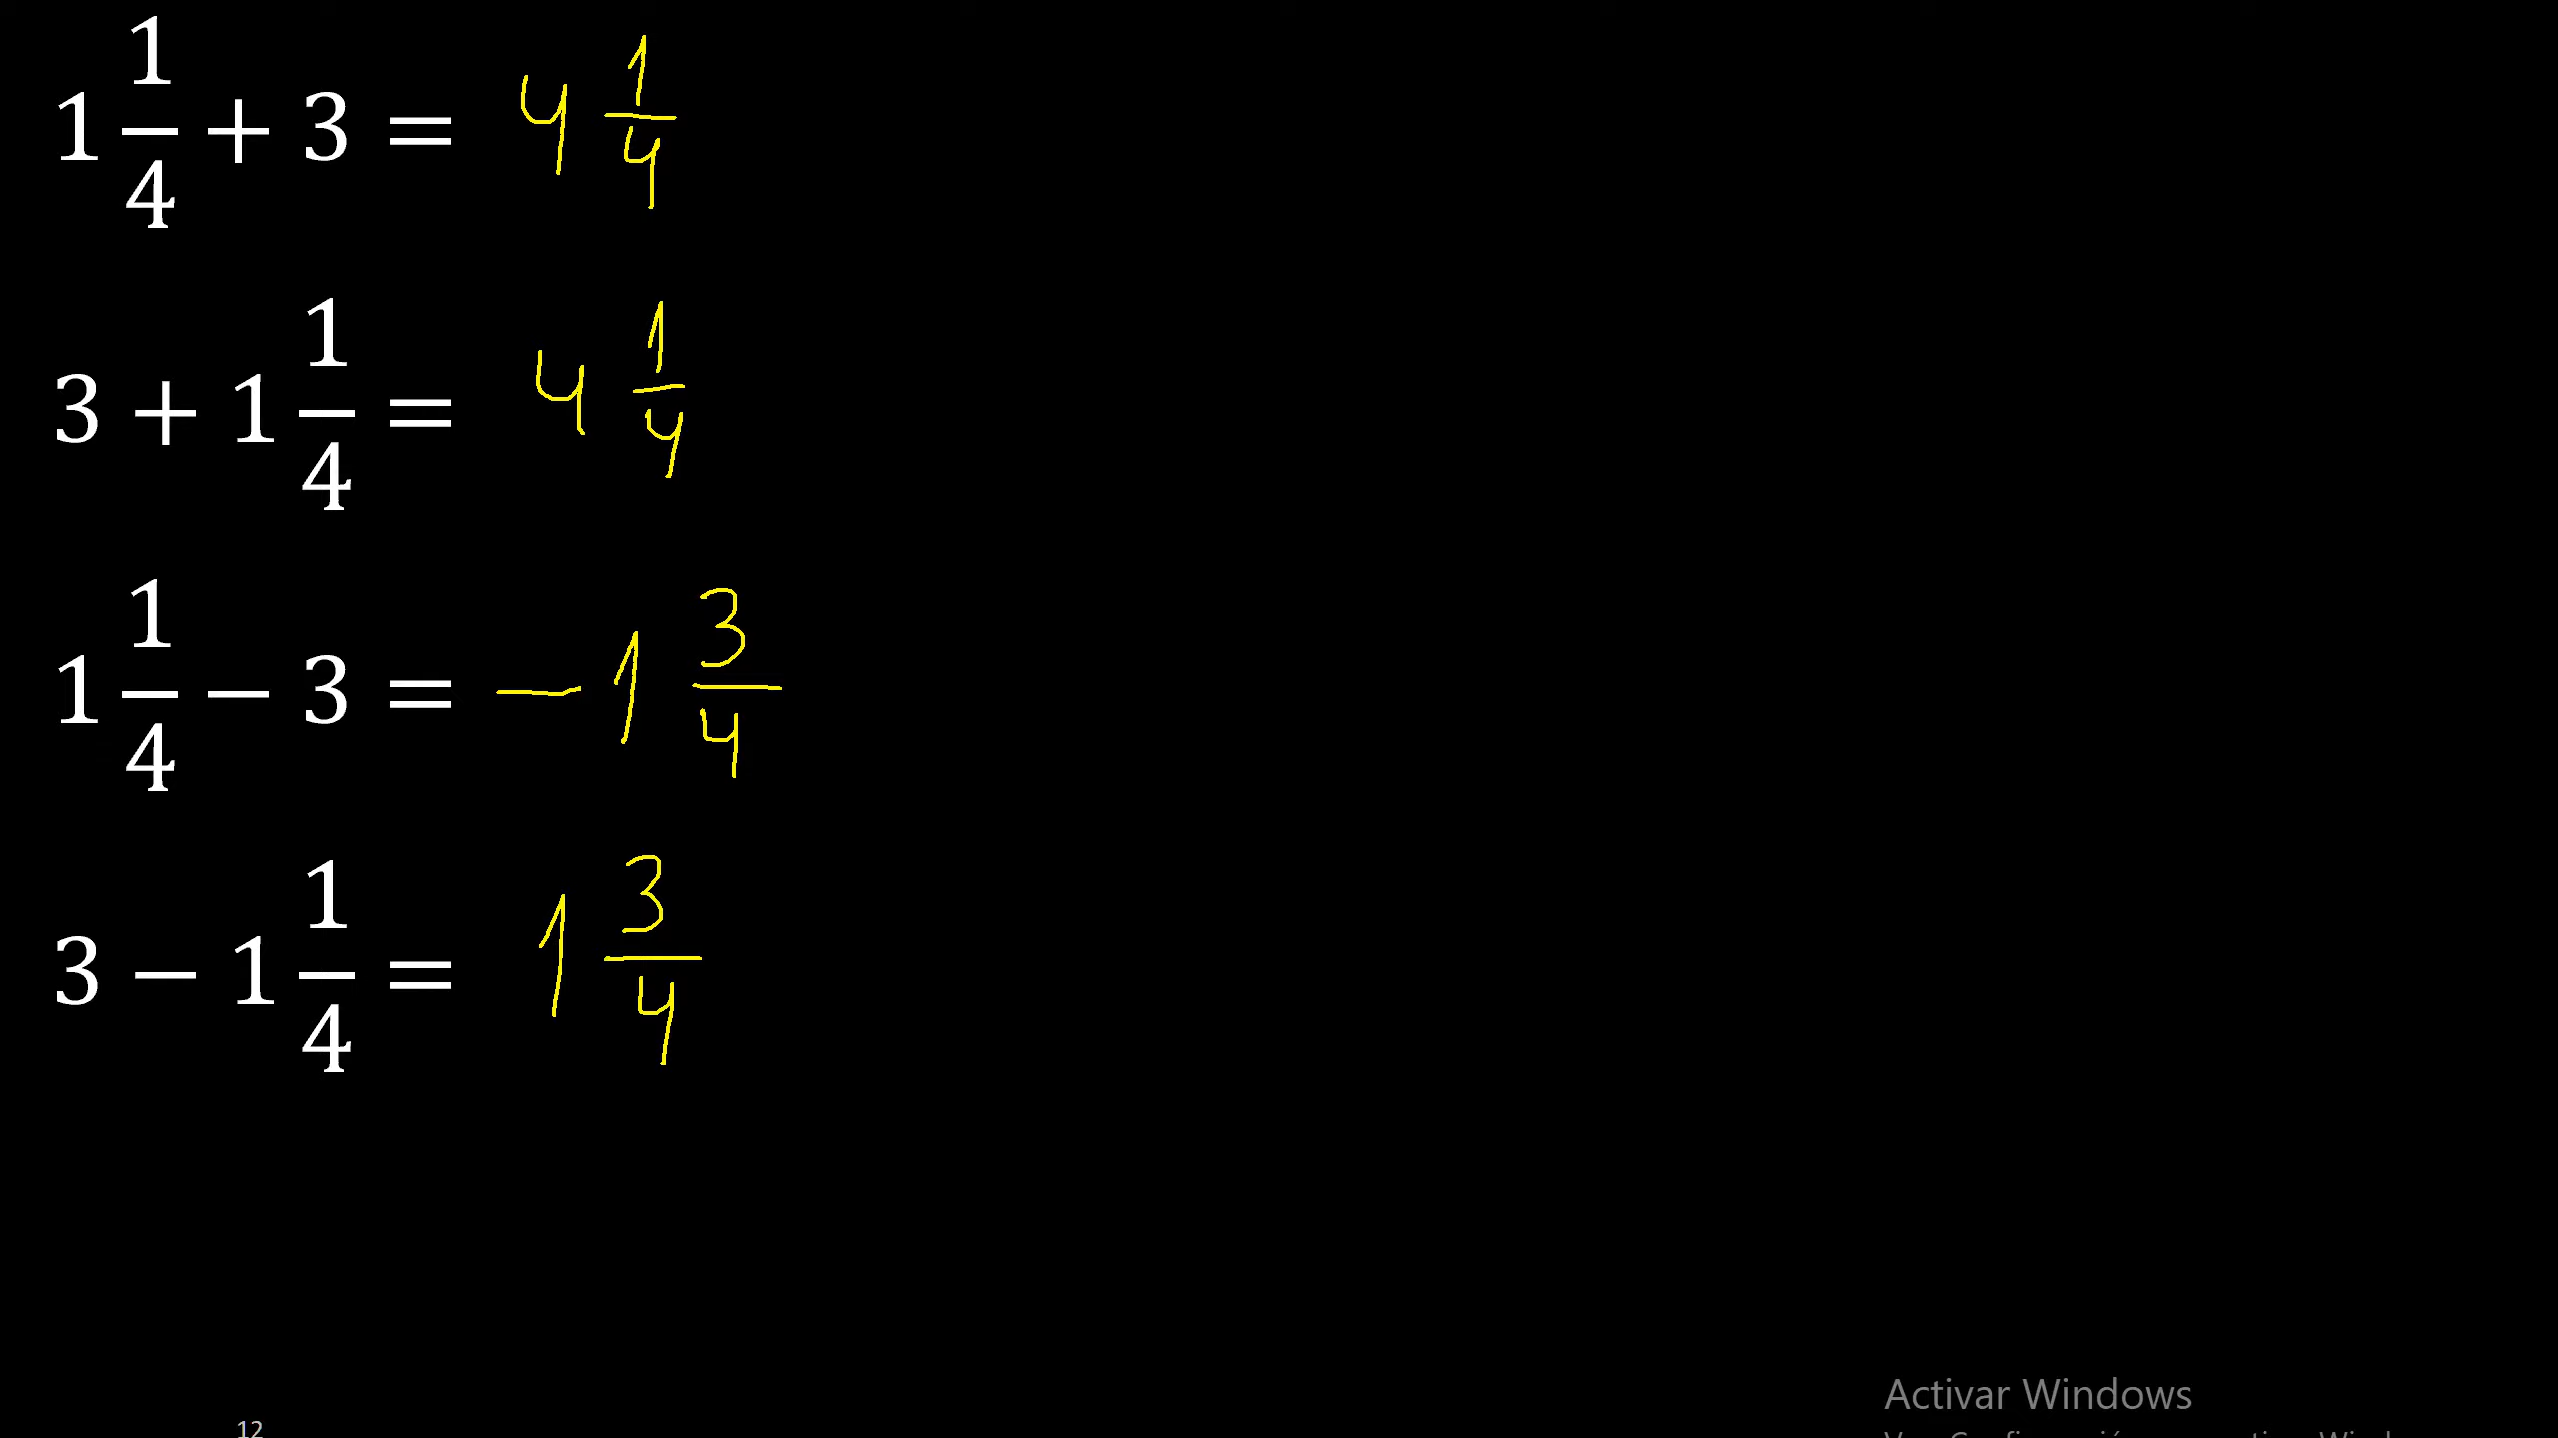 1 1/4 + 3 = 4 1/4
3 + 1 1/4 = 4 1/4
1 1/4 − 3 = − 1 3/4
3 − 1 1/4 = 1 3/4
Activar Windows
12